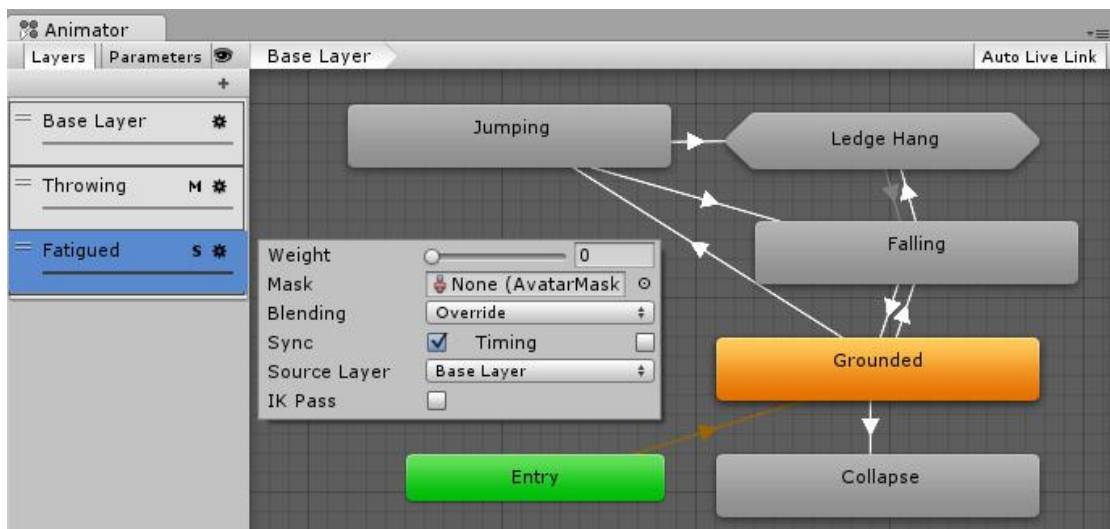 Animator
Layers Parameters
Base Layer
Auto Live Link
+
Base Layer
Throwing M
Fatigued S
Weight 0
Mask None (AvatarMask
Blending Override
Sync Timing
Source Layer Base Layer
IK Pass
Jumping
Ledge Hang
Falling
Grounded
Entry
Collapse